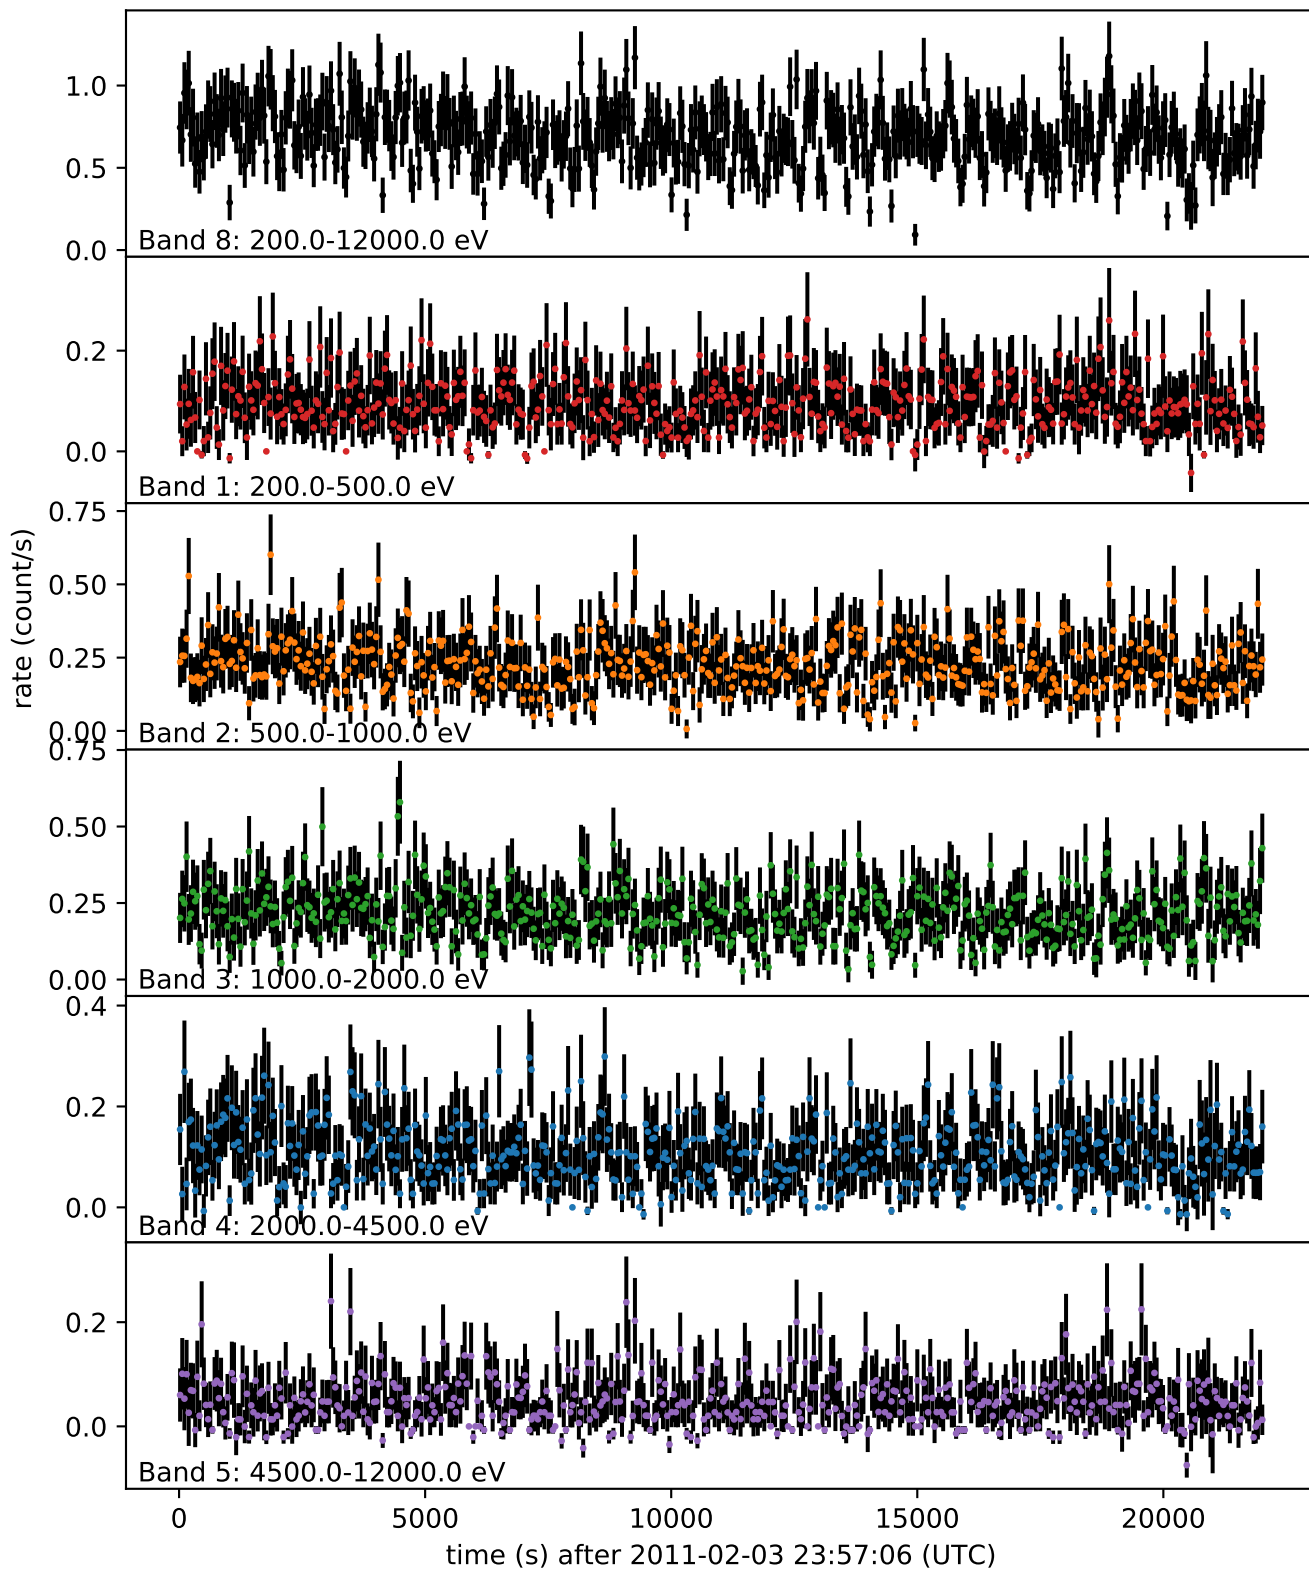 1.0
0.5
0.0
Band 8: 200.0-12000.0 eV
0.2
0.0
Band 1: 200.0-500.0 eV
rate (count/s)
0.75
0.50
0.25
0.00
Band 2: 500.0-1000.0 eV
0.75
0.50
0.25
0.00
Band 3: 1000.0-2000.0 eV
0.4
0.2
0.0
Band 4: 2000.0-4500.0 eV
0.2
0.0
Band 5: 4500.0-12000.0 eV
0 5000 10000 15000 20000
time (s) after 2011-02-03 23:57:06 (UTC)